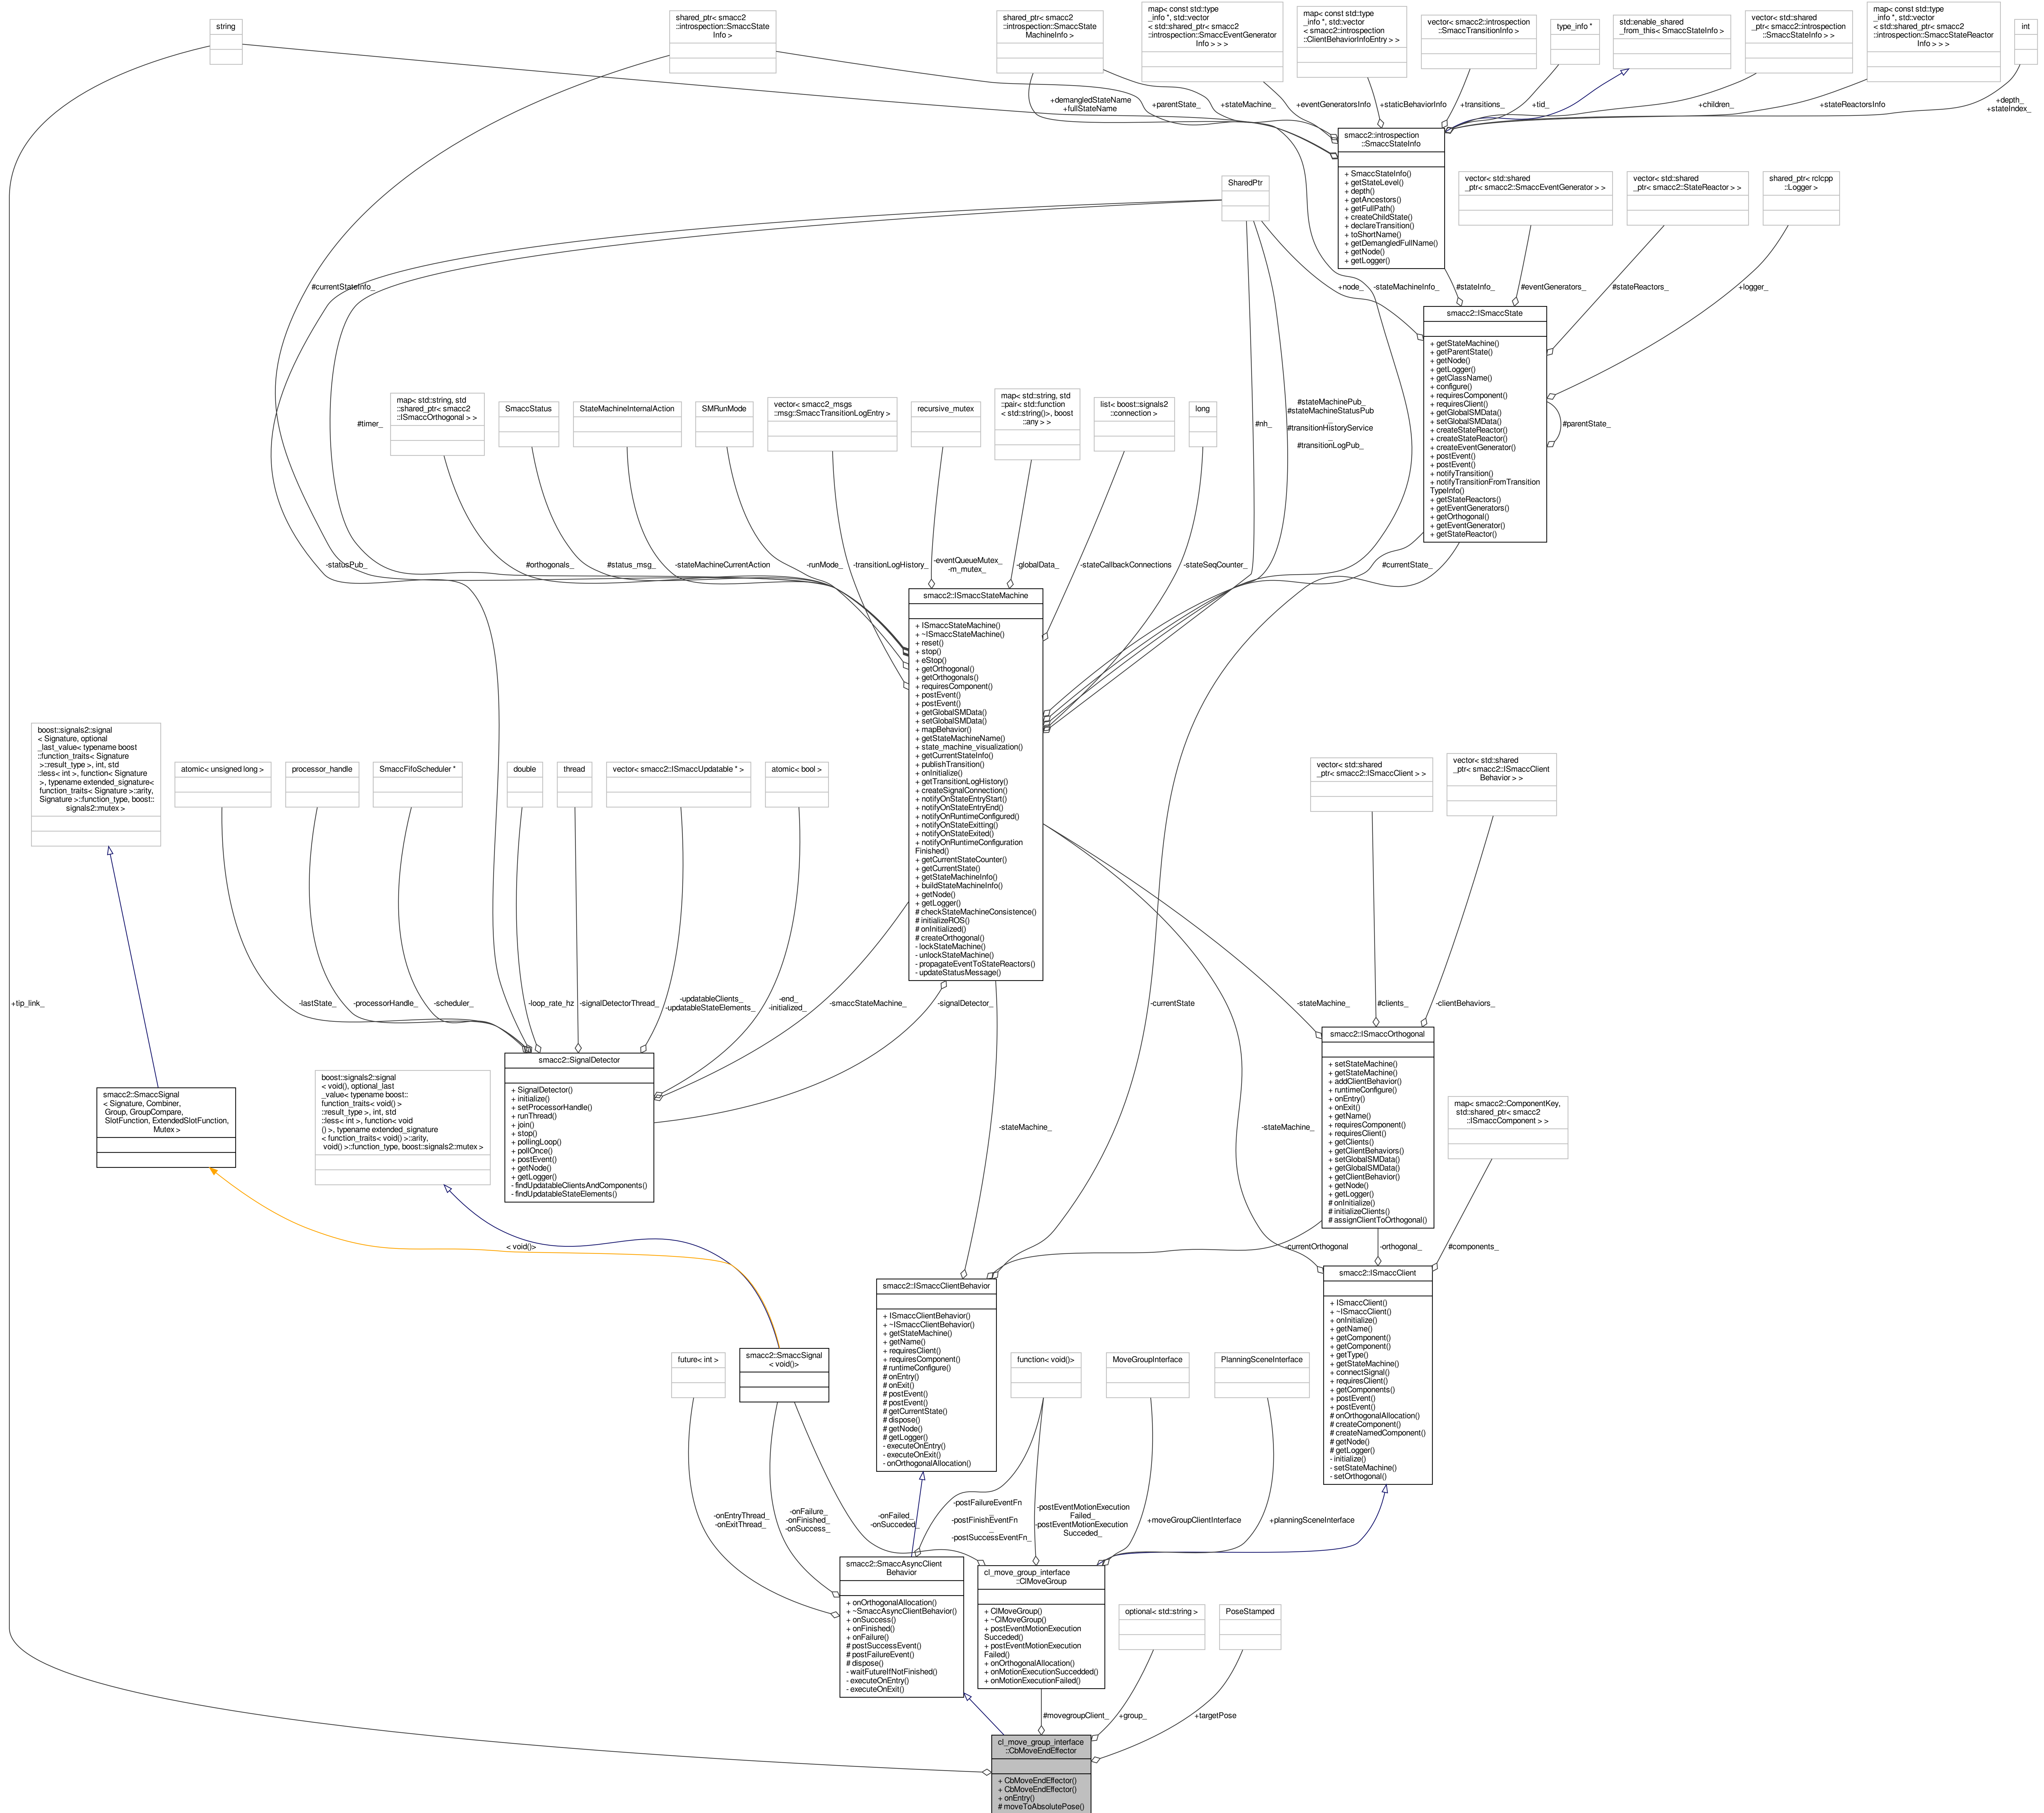 string
shared_ptr< smacc2
::introspection::SmaccState
Info >
shared_ptr< smacc2
::introspection::SmaccState
MachineInfo >
map< const std::type
_info *, std::vector
< std::shared_ptr< smacc2
::introspection::SmaccEventGenerator
Info > > >
map< const std::type
_info *, std::vector
< smacc2::introspection
::ClientBehaviorInfoEntry > >
vector< smacc2::introspection
::SmaccTransitionInfo >
type_info *
std::enable_shared
_from_this< SmaccStateInfo >
vector< std::shared
_ptr< smacc2::introspection
::SmaccStateInfo > >
map< const std::type
_info *, std::vector
< std::shared_ptr< smacc2
::introspection::SmaccStateReactor
Info > > >
int
+demangledStateName
+fullStateName
+parentState_
+stateMachine_
+eventGeneratorsInfo
+staticBehaviorInfo
+transitions_
+tid_
+children_
+stateReactorsInfo
+depth_
+stateIndex_
smacc2::introspection
::SmaccStateInfo
+ SmaccStateInfo()
+ getStateLevel()
+ depth()
+ getAncestors()
+ getFullPath()
+ createChildState()
+ declareTransition()
+ toShortName()
+ getDemangledFullName()
+ getNode()
+ getLogger()
SharedPtr
vector< std::shared
_ptr< smacc2::SmaccEventGenerator > >
vector< std::shared
_ptr< smacc2::StateReactor > >
shared_ptr< rclcpp
::Logger >
#currentStateInfo_
+node_
-stateMachineInfo_
#stateInfo_
#eventGenerators_
#stateReactors_
+logger_
smacc2::ISmaccState
+ getStateMachine()
+ getParentState()
+ getNode()
+ getLogger()
+ getClassName()
+ configure()
+ requiresComponent()
+ requiresClient()
+ getGlobalSMData()
+ setGlobalSMData()
+ createStateReactor()
+ createStateReactor()
+ createEventGenerator()
+ postEvent()
+ postEvent()
+ notifyTransition()
+ notifyTransitionFromTransition
TypeInfo()
+ getStateReactors()
+ getEventGenerators()
+ getOrthogonal()
+ getEventGenerator()
+ getStateReactor()
#parentState_
map< std::string, std
::shared_ptr< smacc2
::ISmaccOrthogonal > >
SmaccStatus
StateMachineInternalAction
SMRunMode
vector< smacc2_msgs
::msg::SmaccTransitionLogEntry >
recursive_mutex
map< std::string, std
::pair< std::function
< std::string()>, boost
::any > >
list< boost::signals2
::connection >
long
#timer_
#nh_
#stateMachinePub_
#stateMachineStatusPub
_
#transitionHistoryService
_
#transitionLogPub_
-statusPub_
#orthogonals_
#status_msg_
-stateMachineCurrentAction
-runMode_
-transitionLogHistory_
-eventQueueMutex_
-m_mutex_
-globalData_
-stateCallbackConnections
-stateSeqCounter_
#currentState_
smacc2::ISmaccStateMachine
+ ISmaccStateMachine()
+ ~ISmaccStateMachine()
+ reset()
+ stop()
+ eStop()
+ getOrthogonal()
+ getOrthogonals()
+ requiresComponent()
+ postEvent()
+ postEvent()
+ getGlobalSMData()
+ setGlobalSMData()
+ mapBehavior()
+ getStateMachineName()
+ state_machine_visualization()
+ getCurrentStateInfo()
+ publishTransition()
+ onInitialize()
+ getTransitionLogHistory()
+ createSignalConnection()
+ notifyOnStateEntryStart()
+ notifyOnStateEntryEnd()
+ notifyOnRuntimeConfigured()
+ notifyOnStateExitting()
+ notifyOnStateExited()
+ notifyOnRuntimeConfiguration
Finished()
+ getCurrentStateCounter()
+ getCurrentState()
+ getStateMachineInfo()
+ buildStateMachineInfo()
+ getNode()
+ getLogger()
# checkStateMachineConsistence()
# initializeROS()
# onInitialized()
# createOrthogonal()
- lockStateMachine()
- unlockStateMachine()
- propagateEventToStateReactors()
- updateStatusMessage()
boost::signals2::signal
< Signature, optional
_last_value< typename boost
::function_traits< Signature
>::result_type >, int, std
::less< int >, function< Signature
>, typename extended_signature<
function_traits< Signature >::arity,
Signature >::function_type, boost::
signals2::mutex >
atomic< unsigned long >
processor_handle
SmaccFifoScheduler *
double
thread
vector< smacc2::ISmaccUpdatable * >
atomic< bool >
vector< std::shared
_ptr< smacc2::ISmaccClient > >
vector< std::shared
_ptr< smacc2::ISmaccClient
Behavior > >
+tip_link_
-lastState_
-processorHandle_
-scheduler_
-loop_rate_hz
-signalDetectorThread_
-updatableClients_
-updatableStateElements_
-end_
-initialized_
-smaccStateMachine_
-signalDetector_
-currentState
-stateMachine_
#clients_
-clientBehaviors_
smacc2::SignalDetector
+ SignalDetector()
+ initialize()
+ setProcessorHandle()
+ runThread()
+ join()
+ stop()
+ pollingLoop()
+ pollOnce()
+ postEvent()
+ getNode()
+ getLogger()
- findUpdatableClientsAndComponents()
- findUpdatableStateElements()
smacc2::ISmaccOrthogonal
+ setStateMachine()
+ getStateMachine()
+ addClientBehavior()
+ runtimeConfigure()
+ onEntry()
+ onExit()
+ getName()
+ requiresComponent()
+ requiresClient()
+ getClients()
+ getClientBehaviors()
+ setGlobalSMData()
+ getGlobalSMData()
+ getClientBehavior()
+ getNode()
+ getLogger()
# onInitialize()
# initializeClients()
# assignClientToOrthogonal()
smacc2::SmaccSignal
< Signature, Combiner,
Group, GroupCompare,
SlotFunction, ExtendedSlotFunction,
Mutex >
boost::signals2::signal
< void(), optional_last
_value< typename boost::
function_traits< void() >
::result_type >, int, std
::less< int >, function< void
() >, typename extended_signature
< function_traits< void() >::arity,
void() >::function_type, boost::signals2::mutex >
map< smacc2::ComponentKey,
std::shared_ptr< smacc2
::ISmaccComponent > >
-stateMachine_
-stateMachine_
< void()>
-currentOrthogonal
-orthogonal_
#components_
smacc2::ISmaccClientBehavior
+ ISmaccClientBehavior()
+ ~ISmaccClientBehavior()
+ getStateMachine()
+ getName()
+ requiresClient()
+ requiresComponent()
# runtimeConfigure()
# onEntry()
# onExit()
# postEvent()
# postEvent()
# getCurrentState()
# dispose()
# getNode()
# getLogger()
- executeOnEntry()
- executeOnExit()
- onOrthogonalAllocation()
smacc2::ISmaccClient
+ ISmaccClient()
+ ~ISmaccClient()
+ onInitialize()
+ getName()
+ getComponent()
+ getComponent()
+ getType()
+ getStateMachine()
+ connectSignal()
+ requiresClient()
+ getComponents()
+ postEvent()
+ postEvent()
# onOrthogonalAllocation()
# createComponent()
# createNamedComponent()
# getNode()
# getLogger()
- initialize()
- setStateMachine()
- setOrthogonal()
future< int >
smacc2::SmaccSignal
< void()>
function< void()>
MoveGroupInterface
PlanningSceneInterface
-onEntryThread_
-onExitThread_
-onFailure_
-onFinished_
-onSuccess_
-onFailed_
-onSucceded_
-postFailureEventFn
_
-postFinishEventFn
_
-postSuccessEventFn_
-postEventMotionExecution
Failed_
-postEventMotionExecution
Succeded_
+moveGroupClientInterface
+planningSceneInterface
smacc2::SmaccAsyncClient
Behavior
+ onOrthogonalAllocation()
+ ~SmaccAsyncClientBehavior()
+ onSuccess()
+ onFinished()
+ onFailure()
# postSuccessEvent()
# postFailureEvent()
# dispose()
- waitFutureIfNotFinished()
- executeOnEntry()
- executeOnExit()
cl_move_group_interface
::ClMoveGroup
+ ClMoveGroup()
+ ~ClMoveGroup()
+ postEventMotionExecution
Succeded()
+ postEventMotionExecution
Failed()
+ onOrthogonalAllocation()
+ onMotionExecutionSuccedded()
+ onMotionExecutionFailed()
optional< std::string >
PoseStamped
#movegroupClient_
+group_
+targetPose
cl_move_group_interface
::CbMoveEndEffector
+ CbMoveEndEffector()
+ CbMoveEndEffector()
+ onEntry()
# moveToAbsolutePose()